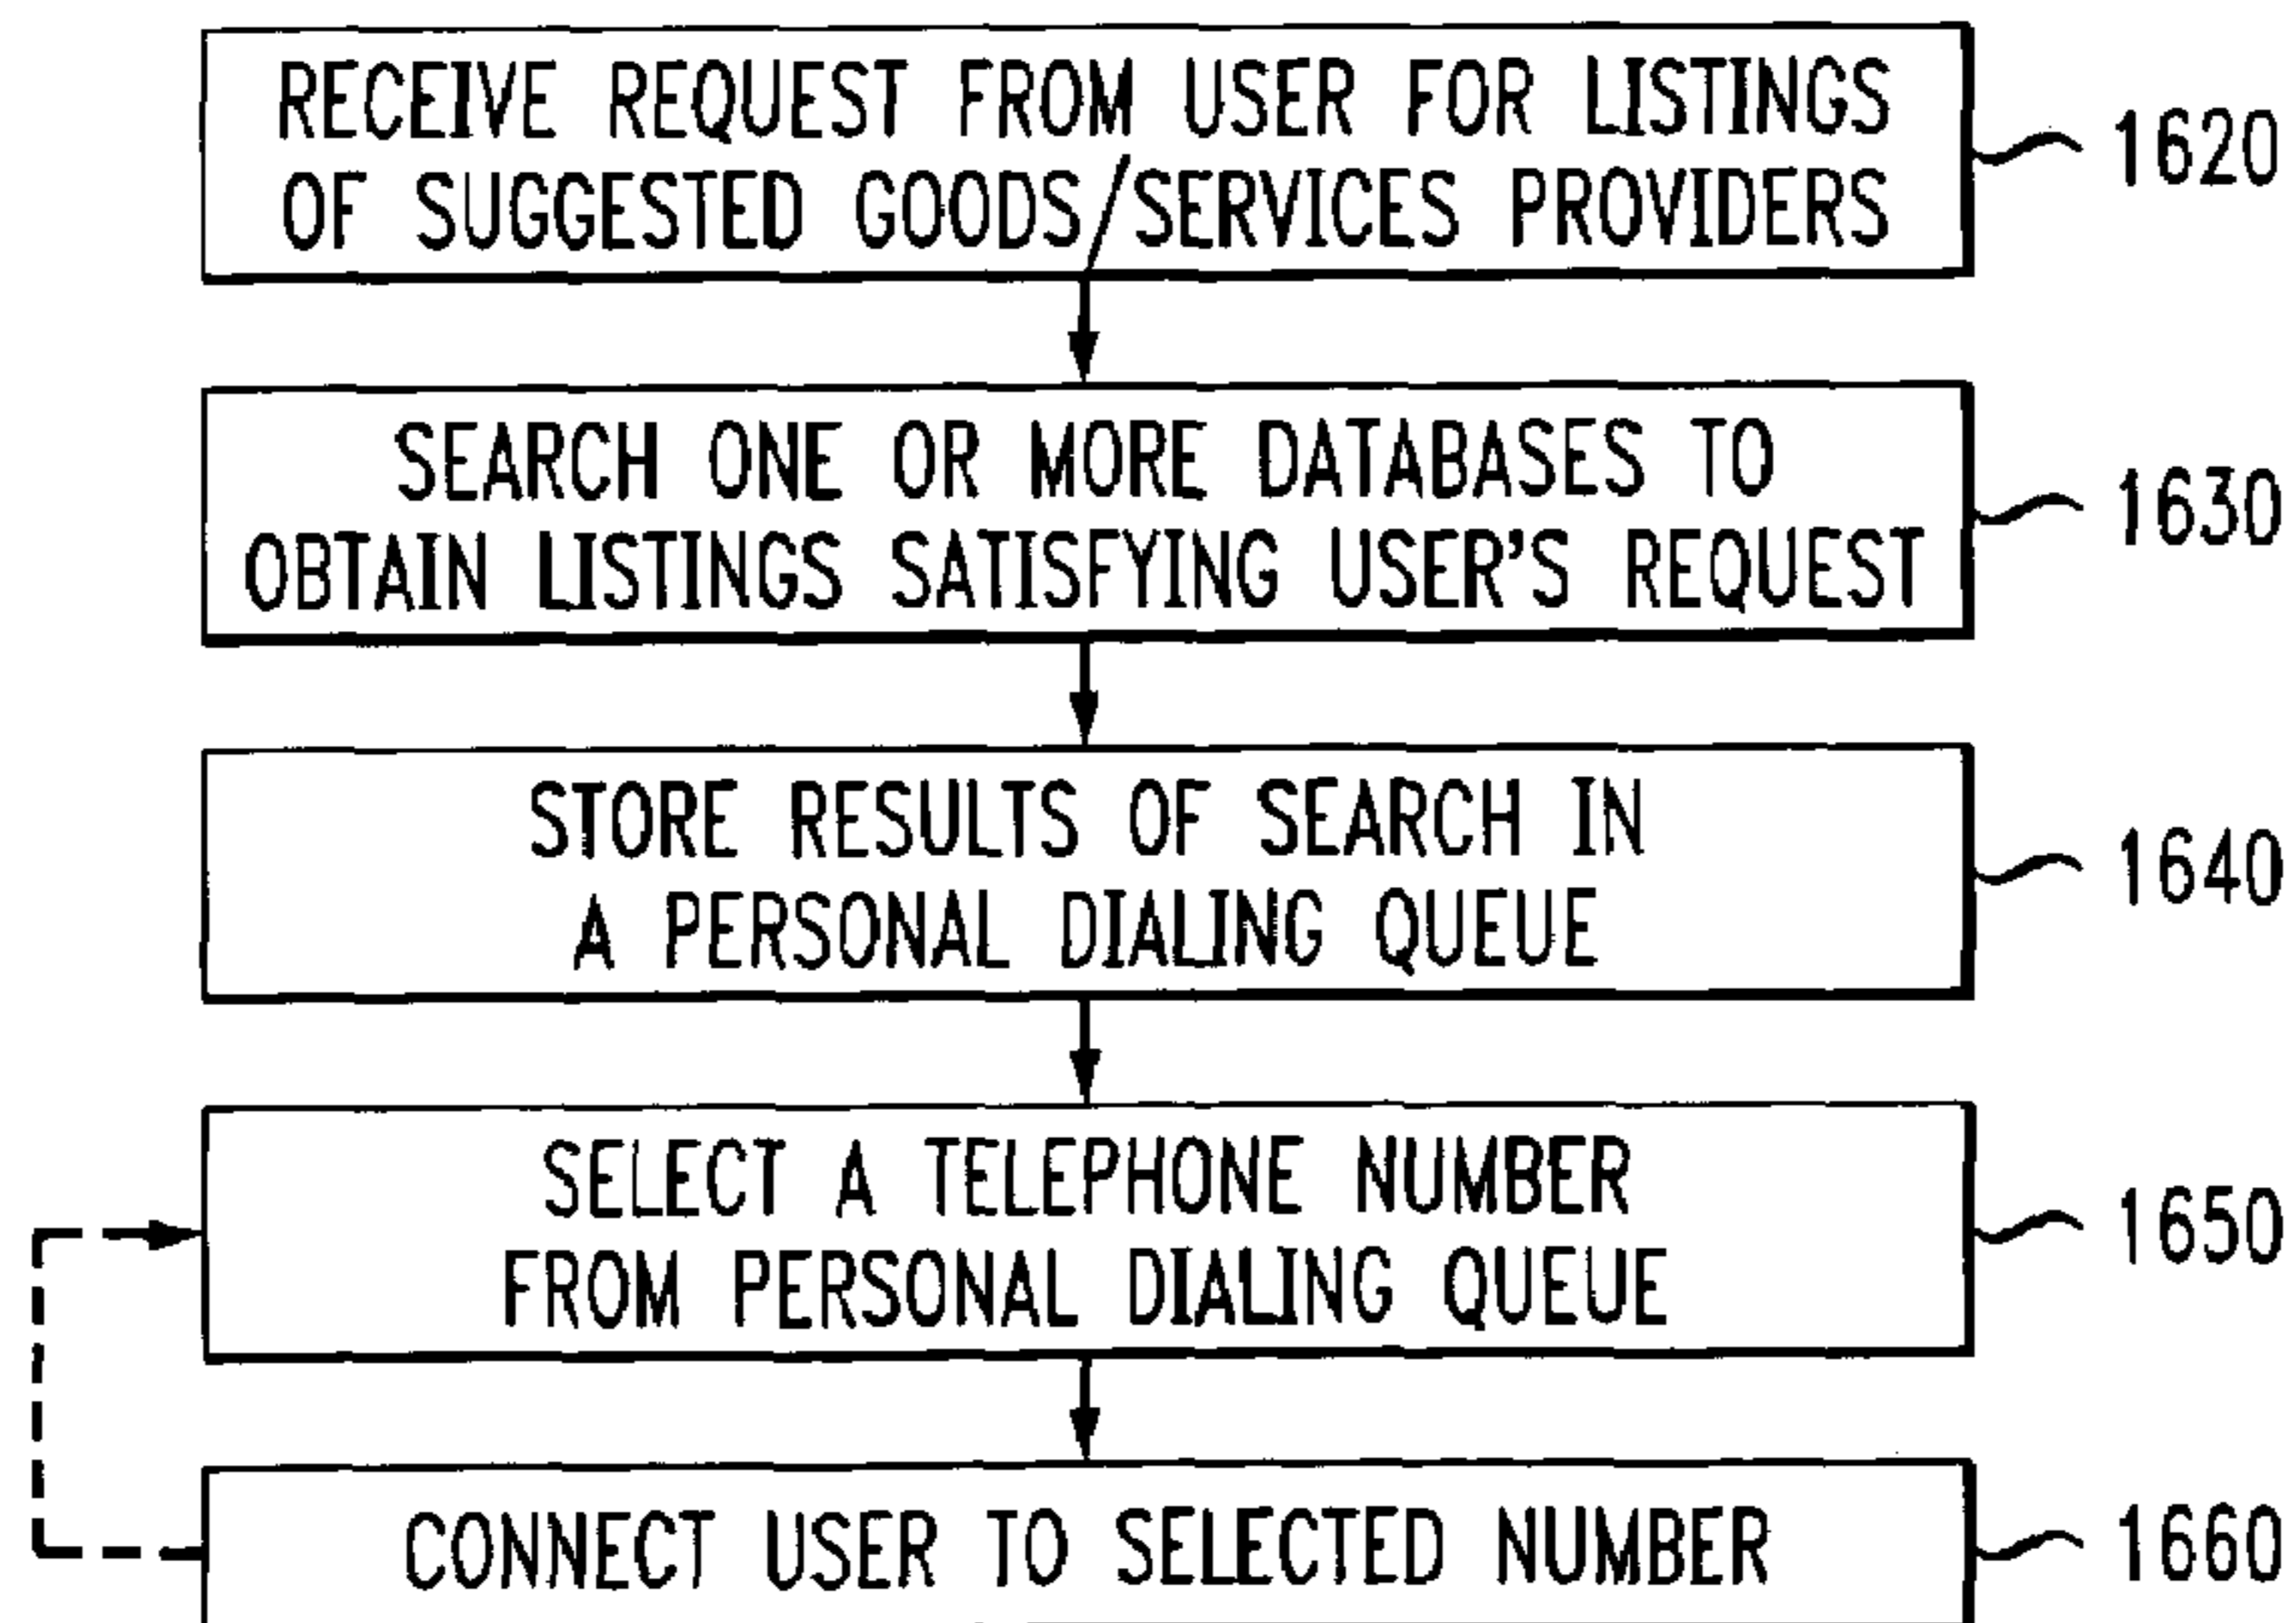 RECEIVE REQUEST FROM USER FOR LISTINGS
OF SUGGESTED GOODS/SERVICES PROVIDERS
1620
SEARCH ONE OR MORE DATABASES TO
OBTAIN LISTINGS SATISFYING USER'S REQUEST
1630
STORE RESULTS OF SEARCH IN
A PERSONAL DIALING QUEUE
1640
SELECT A TELEPHONE NUMBER
FROM PERSONAL DIALING QUEUE
1650
CONNECT USER TO SELECTED NUMBER
1660